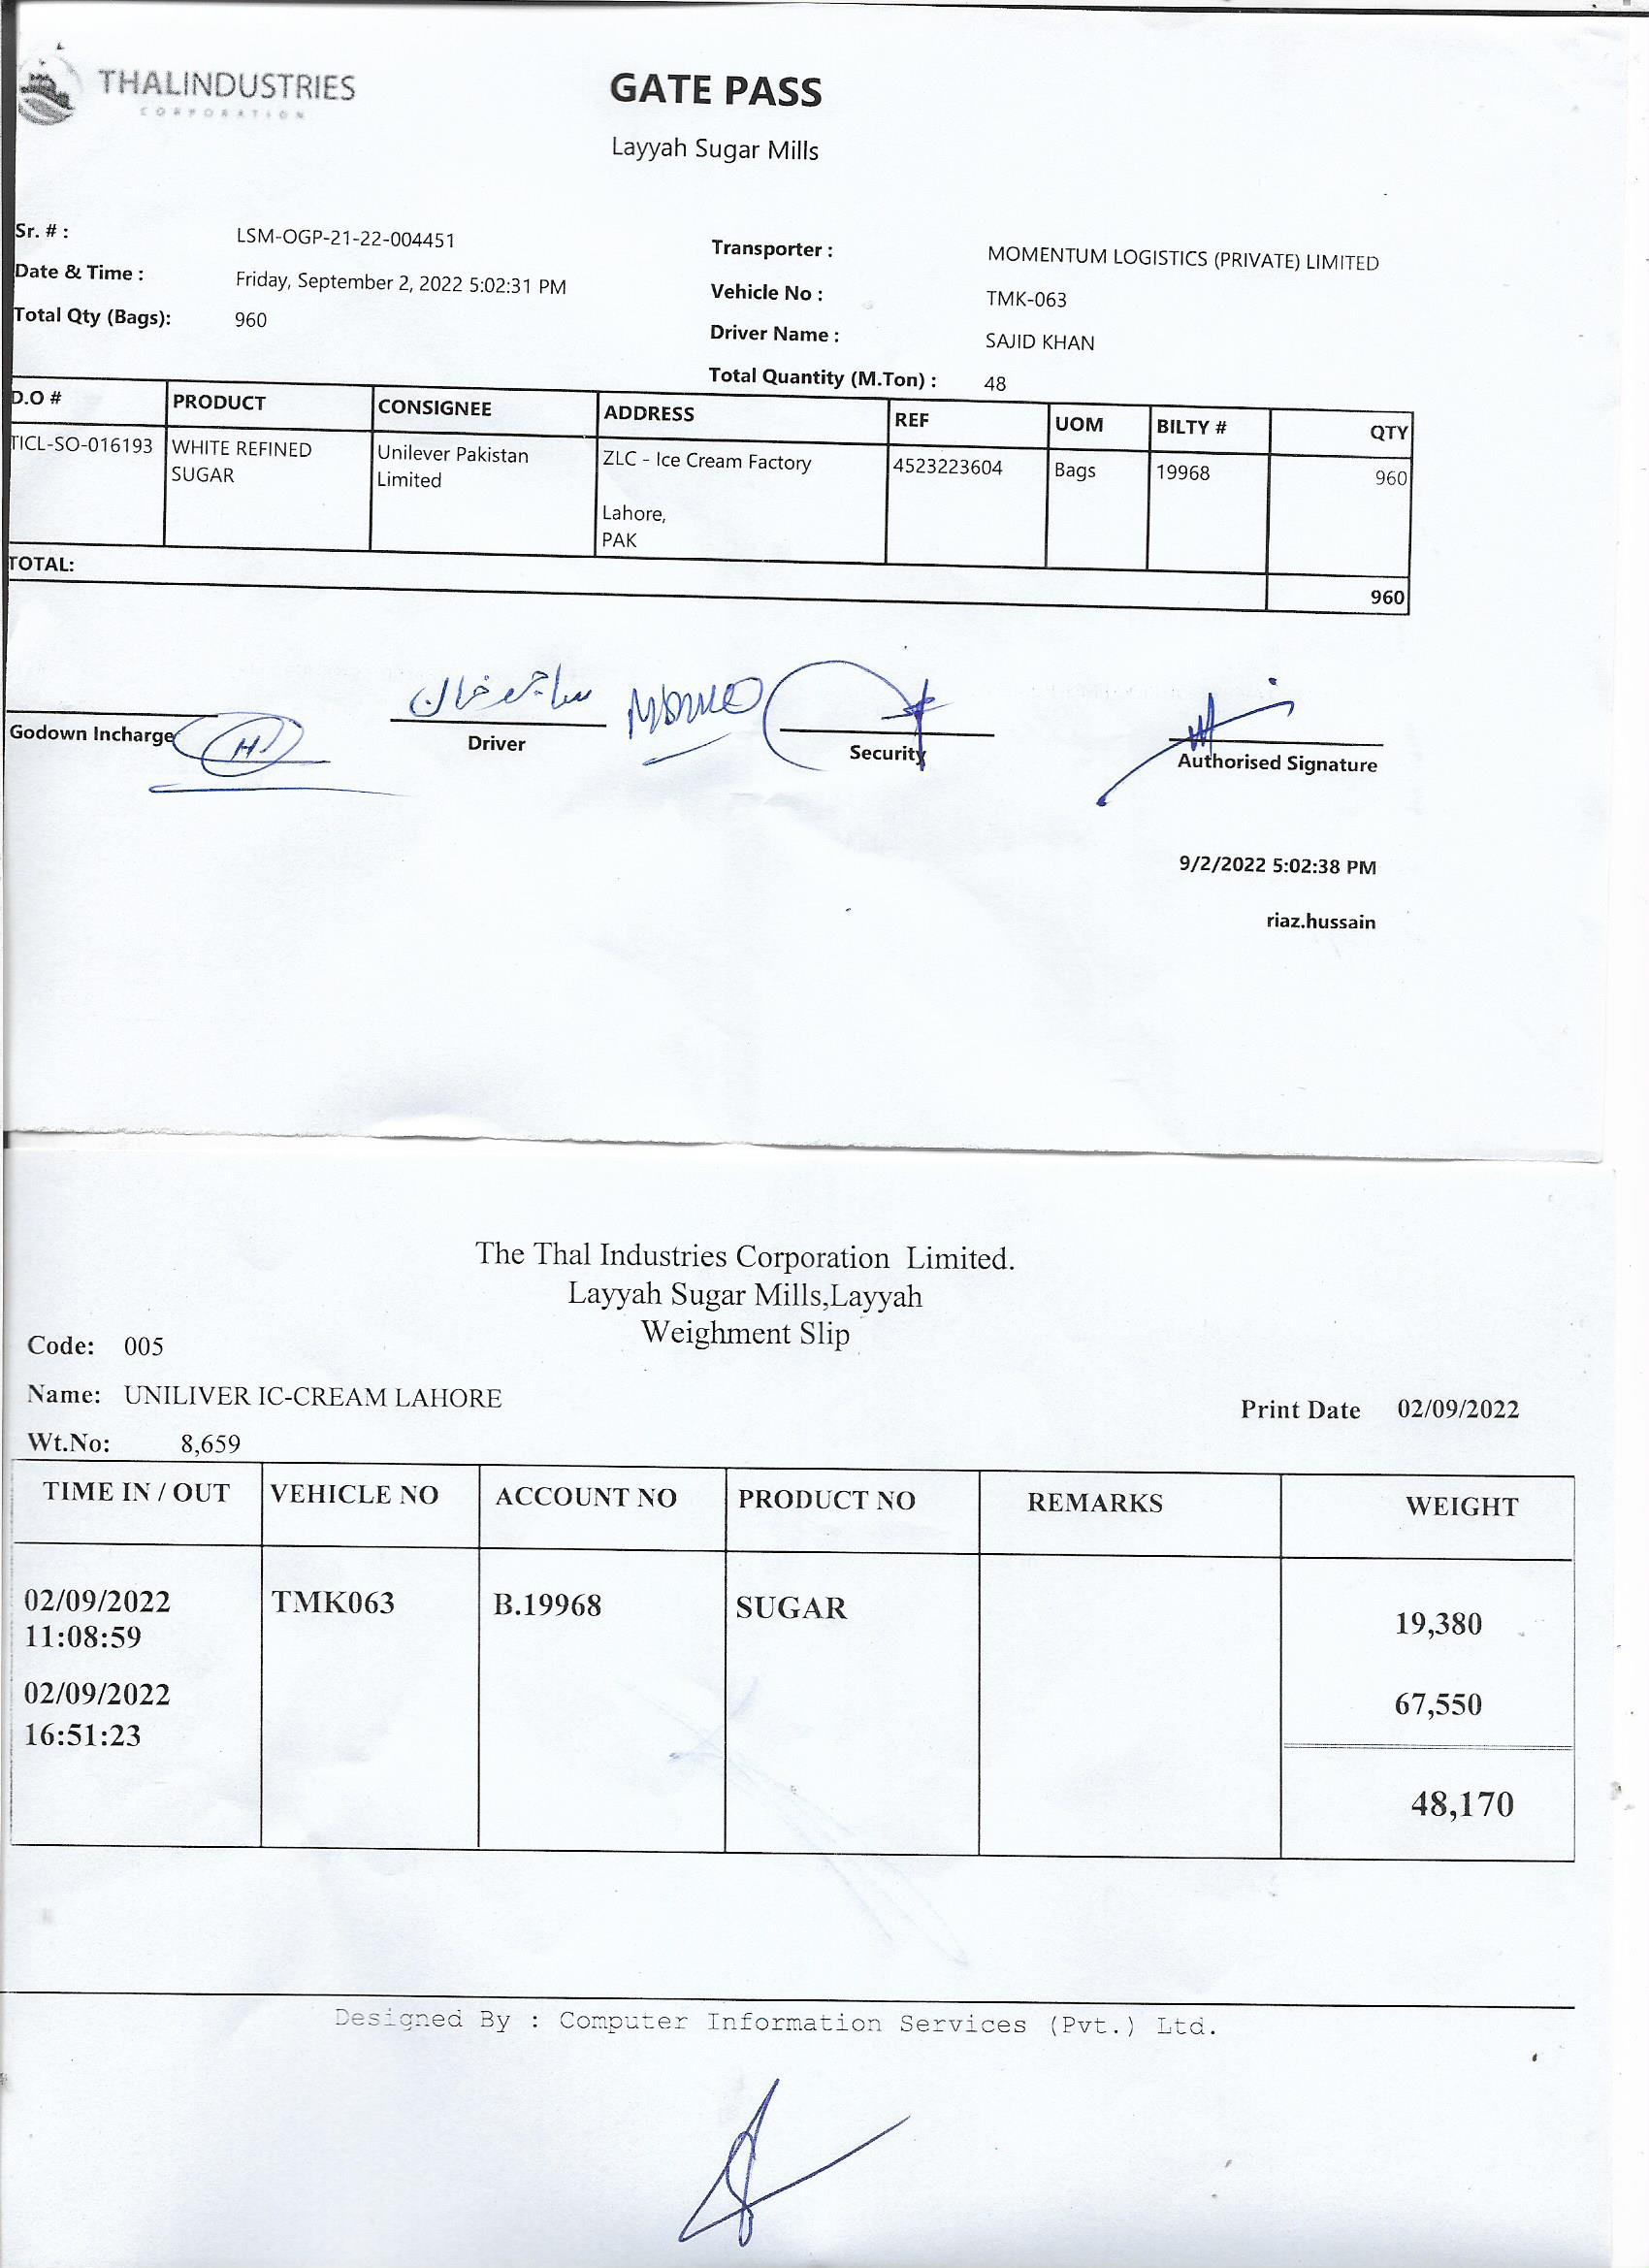 THALINDUSTRIES
CORPORATION
GATE PASS
Layyah Sugar Mills
Sr. # : LSM-OGP-21-22-004451
Date & Time : Friday, September 2, 2022 5:02:31 PM
Total Qty (Bags): 960
Transporter : MOMENTUM LOGISTICS (PRIVATE) LIMITED
Vehicle No : TMK-063
Driver Name : SAJID KHAN
Total Quantity (M.Ton) : 48
D.O # PRODUCT CONSIGNEE ADDRESS REF UOM BILTY # QTY
TICL-SO-016193 WHITE REFINED Unilever Pakistan ZLC - Ice Cream Factory 4523223604 Bags 19968 960
SUGAR Limited
Lahore,
PAK
TOTAL:
960
ساجد خان
Godown Incharge Driver Security Authorised Signature
9/2/2022 5:02:38 PM
riaz.hussain
The Thal Industries Corporation Limited.
Layyah Sugar Mills,Layyah
Weighment Slip
Code: 005
Name: UNILIVER IC-CREAM LAHORE
Print Date 02/09/2022
Wt.No: 8,659
TIME IN / OUT VEHICLE NO ACCOUNT NO PRODUCT NO REMARKS WEIGHT
02/09/2022 TMK063 B.19968 SUGAR 19,380
11:08:59
02/09/2022 67,550
16:51:23
48,170
Designed By : Computer Information Services (Pvt.) Ltd.